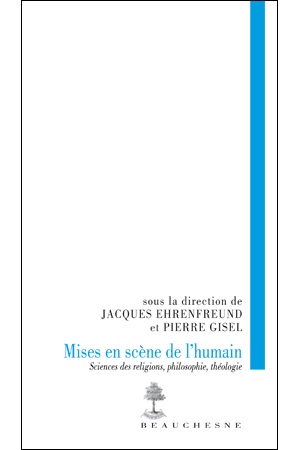 sous la direction de
JACQUES EHRENFREUND
et PIERRE GISEL
Mises en scène de l'humain
Sciences des religions, philosophie, théologie
BEAUCHESNE